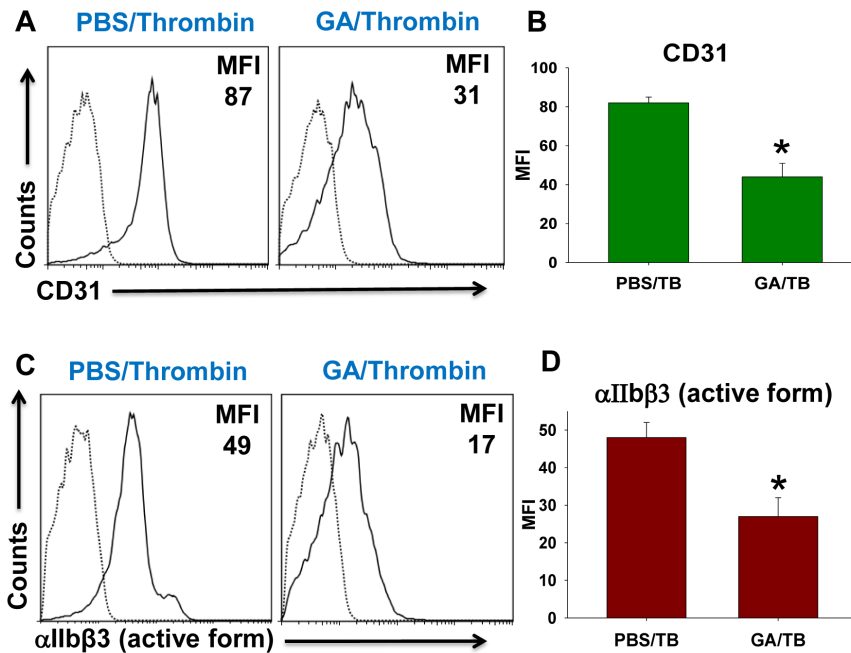 A
PBS/Thrombin
GA/Thrombin
MFI
87
MFI
31
Counts
CD31
B
CD31
100
80
60
40
20
0
MFI
*
PBS/TB
GA/TB
C
PBS/Thrombin
GA/Thrombin
MFI
49
MFI
17
Counts
αIIbβ3 (active form)
D
αIIbβ3 (active form)
50
40
30
20
10
0
MFI
*
PBS/TB
GA/TB